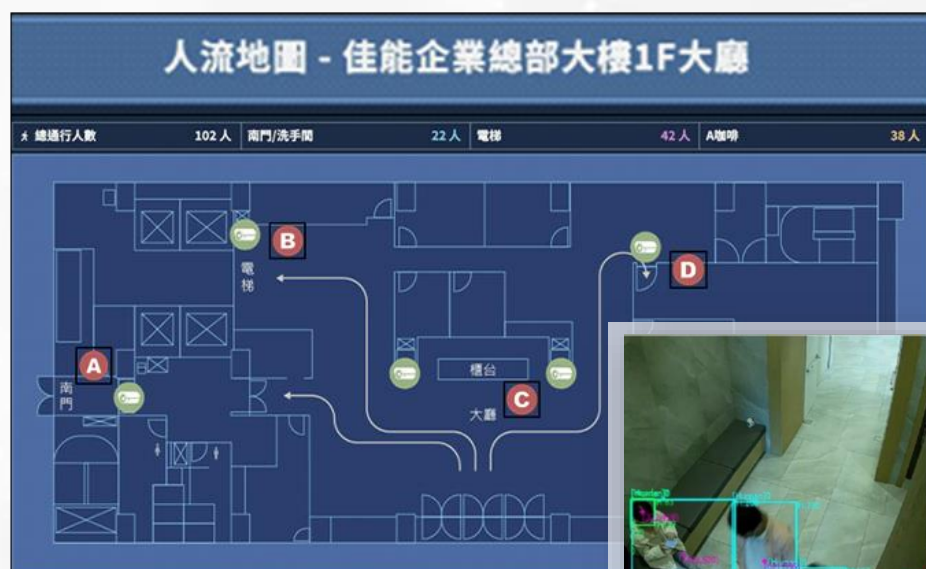 人流地圖 - 佳能企業總部大樓1F大廳
總通行人數 102 人 南門/洗手間 22 人 電梯 42 人 A咖啡 38 人
B
電梯
D
A
南門
櫃台
C
大廳